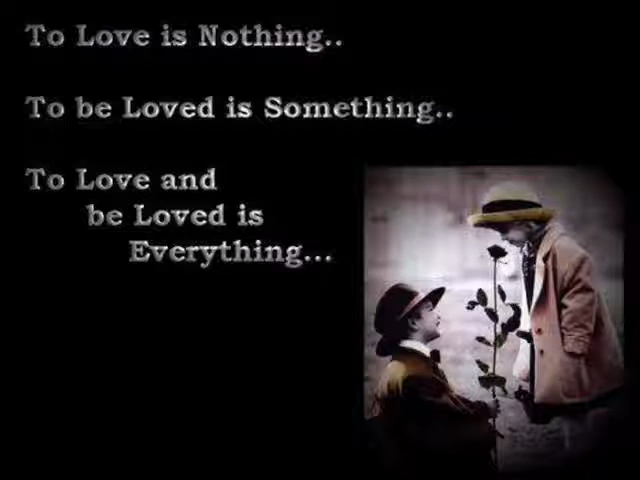 To Love is Nothing..
To be Loved is Something..
To Love and
be Loved is
Everything...